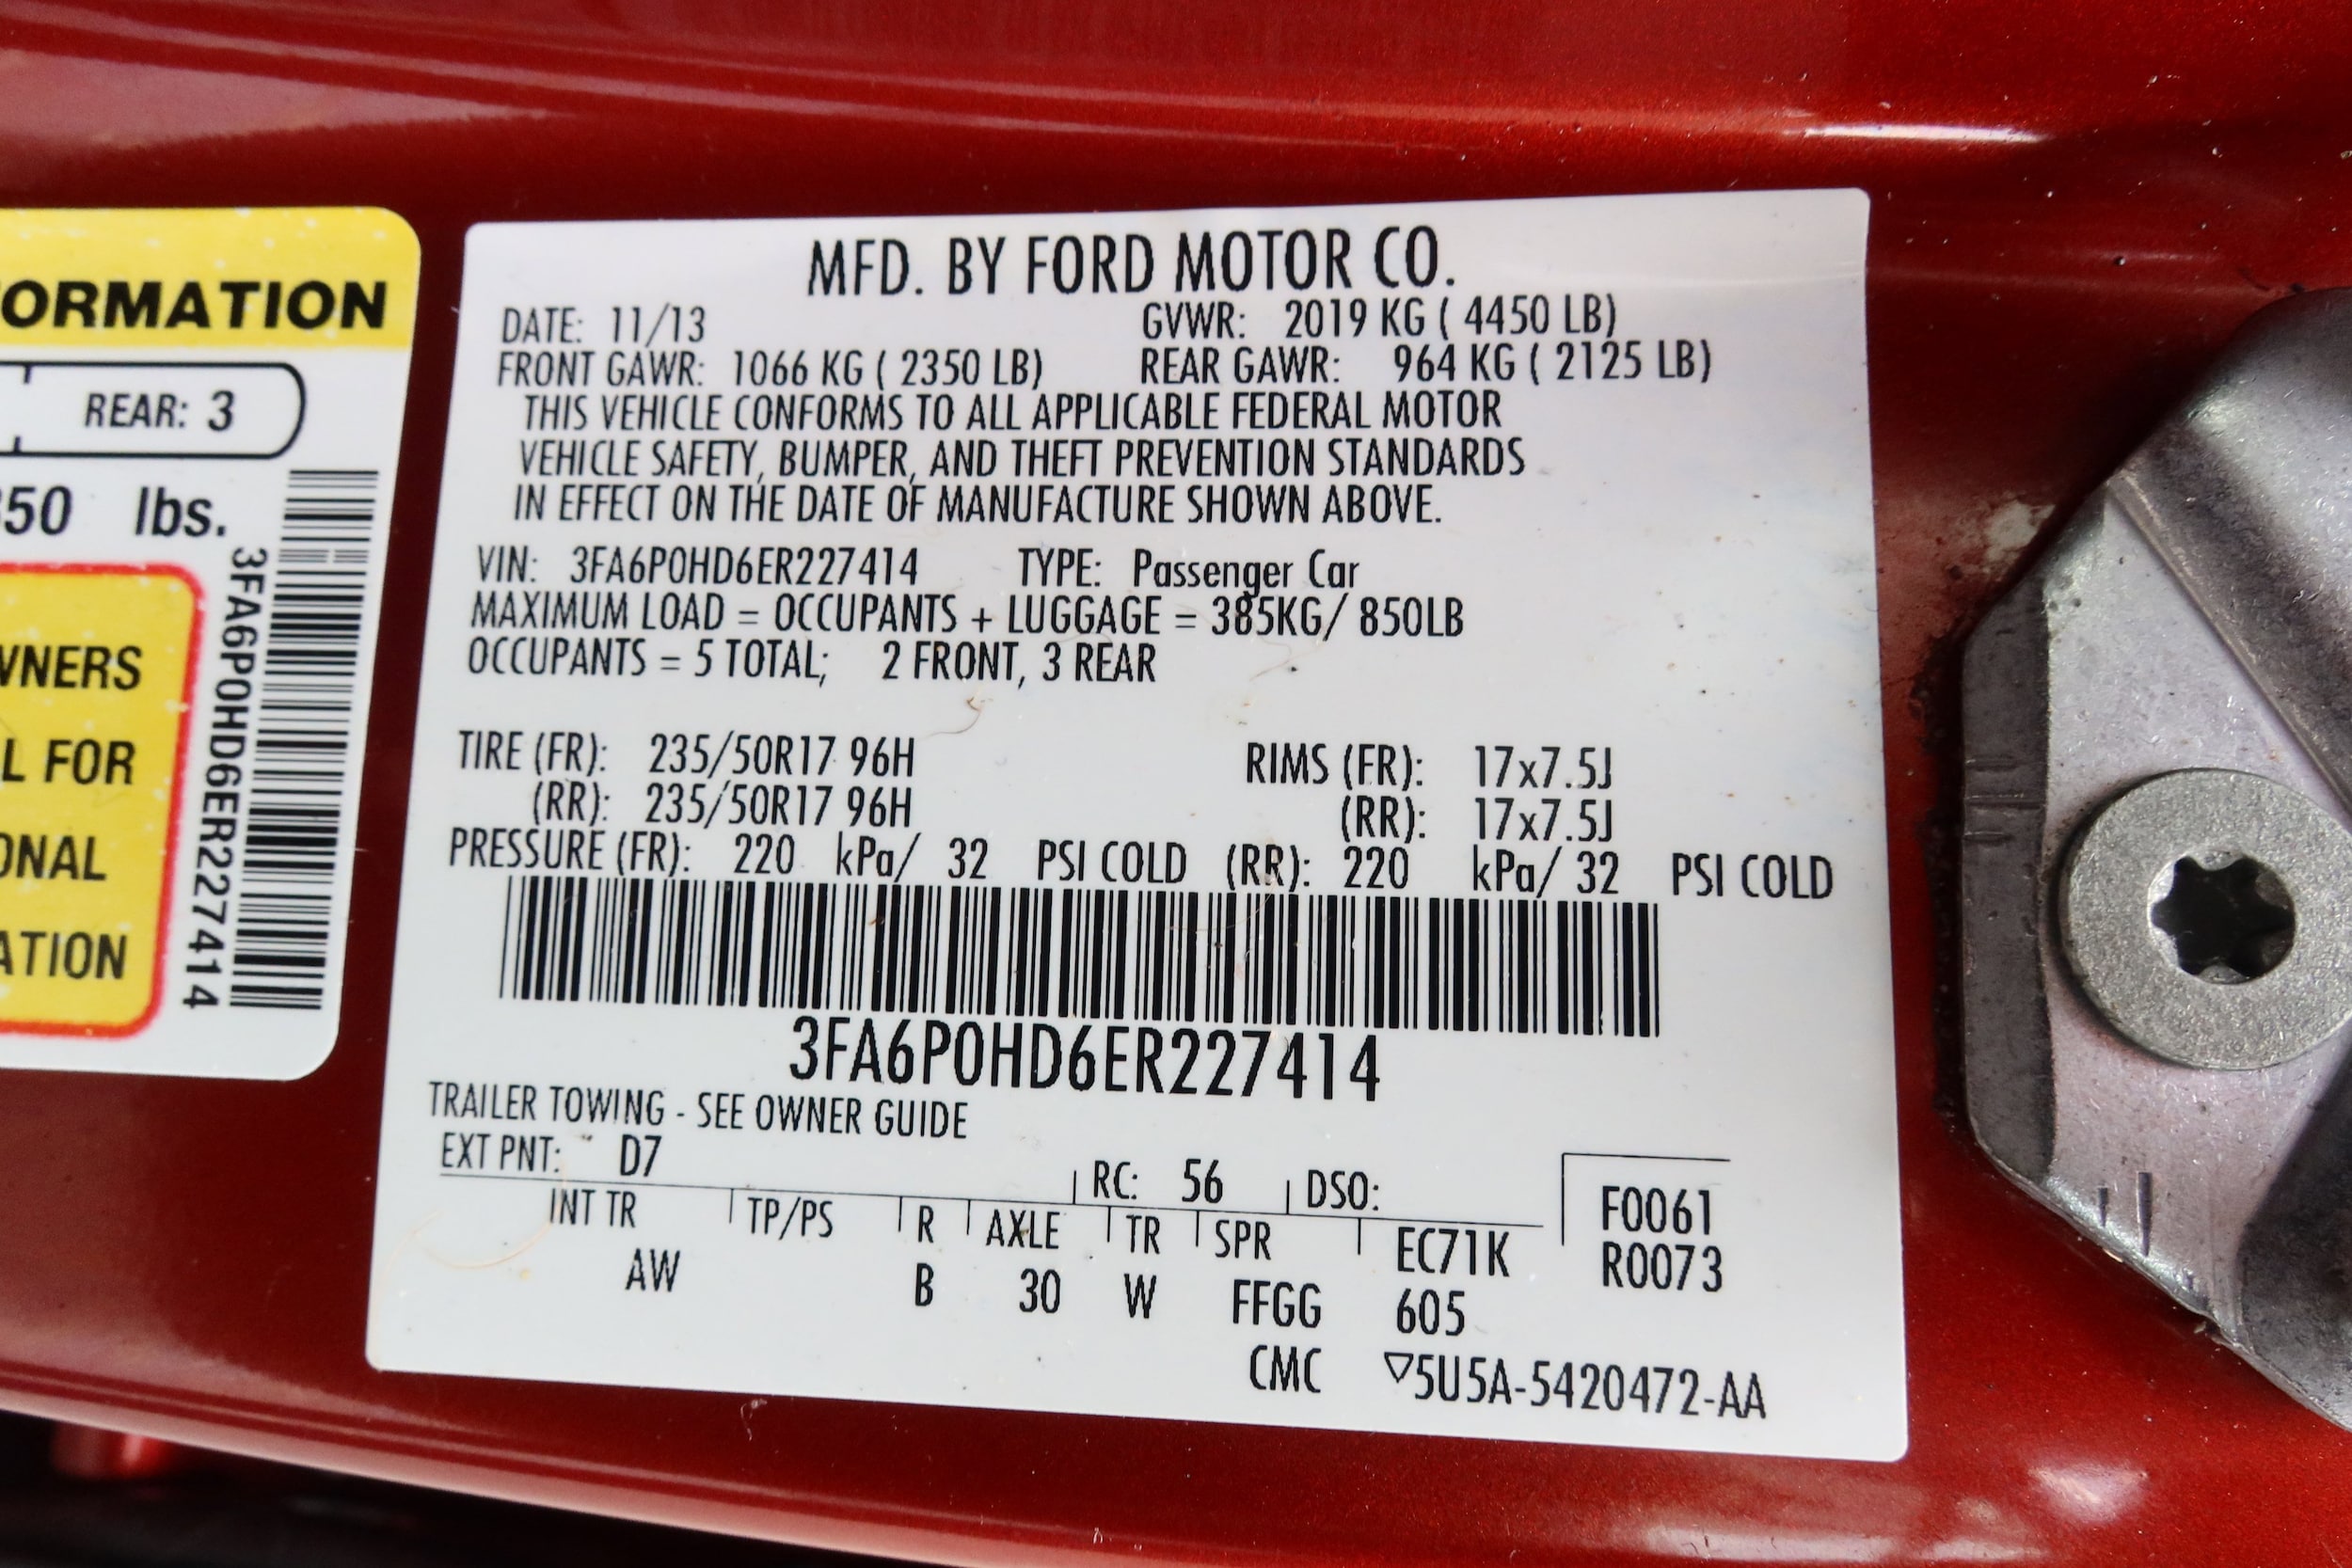 ORMATION
REAR: 3
50 lbs.
WNERS
L FOR
ONAL
ATION
3FA6P0HD6ER227414
MFD. BY FORD MOTOR CO.
DATE: 11/13 GVWR: 2019 KG ( 4450 LB)
FRONT GAWR: 1066 KG ( 2350 LB) REAR GAWR: 964 KG ( 2125 LB)
THIS VEHICLE CONFORMS TO ALL APPLICABLE FEDERAL MOTOR
VEHICLE SAFETY, BUMPER, AND THEFT PREVENTION STANDARDS
IN EFFECT ON THE DATE OF MANUFACTURE SHOWN ABOVE.
VIN: 3FA6P0HD6ER227414 TYPE: Passenger Car
MAXIMUM LOAD = OCCUPANTS + LUGGAGE = 385KG/ 850LB
OCCUPANTS = 5 TOTAL; 2 FRONT, 3 REAR
TIRE (FR): 235/50R17 96H RIMS (FR): 17x7.5J
(RR): 235/50R17 96H (RR): 17x7.5J
PRESSURE (FR): 220 kPa/ 32 PSI COLD (RR): 220 kPa/ 32 PSI COLD
3FA6P0HD6ER227414
TRAILER TOWING - SEE OWNER GUIDE
EXT PNT: D7 RC: 56 DSO:
INT TR TP/PS R AXLE TR SPR EC71K F0061
AW B 30 W FFGG 605 R0073
CMC ▽5U5A-5420472-AA